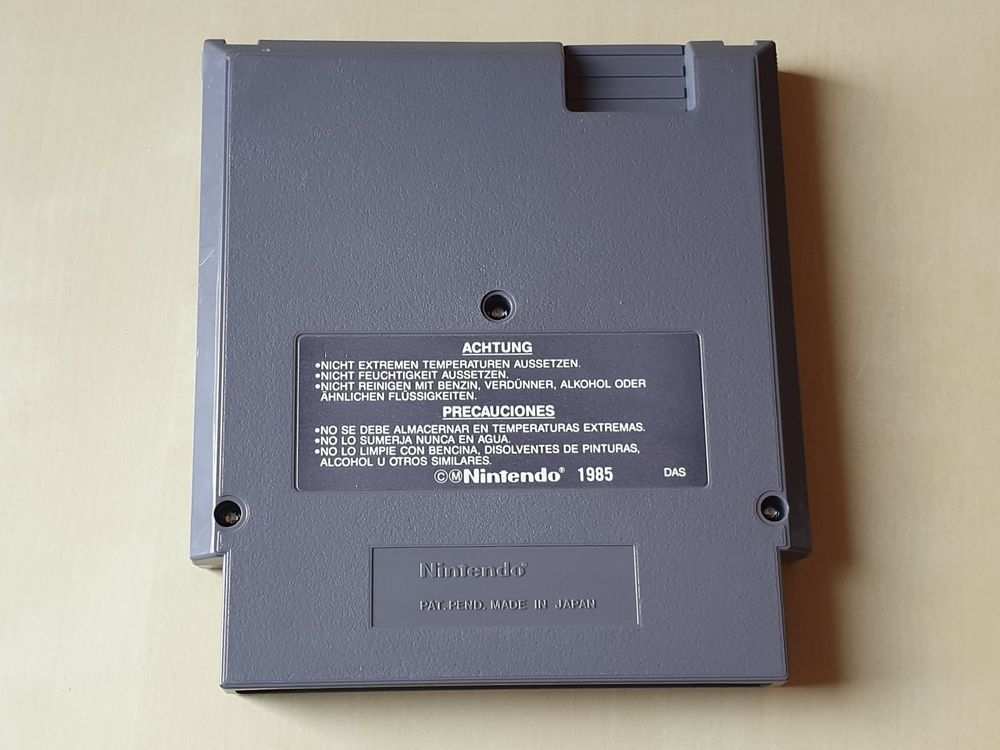 ACHTUNG
•NICHT EXTREMEN TEMPERATUREN AUSSETZEN.
•NICHT FEUCHTIGKEIT AUSSETZEN.
•NICHT REINIGEN MIT BENZIN, VERDÜNNER, ALKOHOL ODER
ÄHNLICHEN FLÜSSIGKEITEN.
PRECAUCIONES
•NO SE DEBE ALMACERNAR EN TEMPERATURAS EXTREMAS.
•NO LO SUMERJA NUNCA EN AGUA.
•NO LO LIMPIE CON BENCINA, DISOLVENTES DE PINTURAS,
ALCOHOL U OTROS SIMILARES.
©ⓂNintendo® 1985 DAS
Nintendo®
PAT. PEND. MADE IN JAPAN